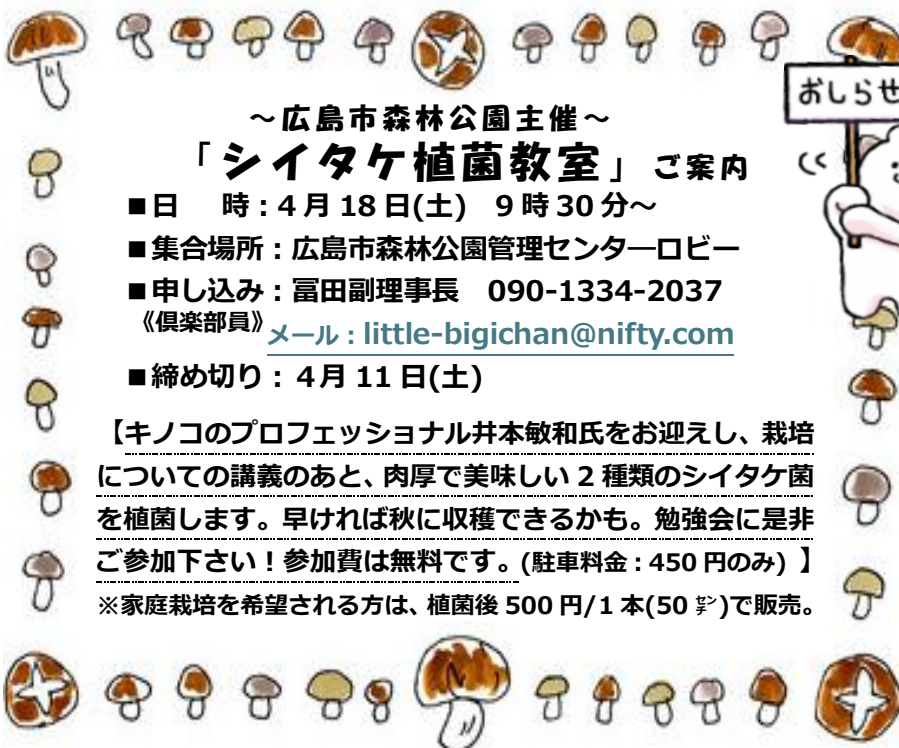 おしらせ
～広島市森林公園主催～
「シイタケ植菌教室」ご案内
■日　時：4月18日(土)　9時30分～
■集合場所：広島市森林公園管理センター―ロビー
■申し込み：冨田副理事長　090-1334-2037
《倶楽部員》メール：little-bigichan@nifty.com
■締め切り：４月11日(土)
【キノコのプロフェッショナル井本敏和氏をお迎えし、栽培
についての講義のあと、肉厚で美味しい2種類のシイタケ菌
を植菌します。早ければ秋に収穫できるかも。勉強会に是非
ご参加下さい！参加費は無料です。(駐車料金：450円のみ) 】
※家庭栽培を希望される方は、植菌後500円/1本(50㌢)で販売。